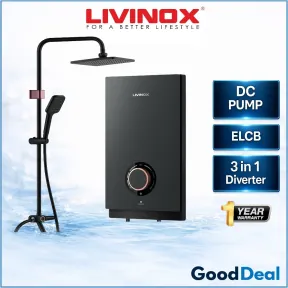 LIVINOX®
FOR A BETTER LIFESTYLE
LIVINOX
DC
PUMP
ELCB
3 in 1
Diverter
1 YEAR
WARRANTY
GoodDeal